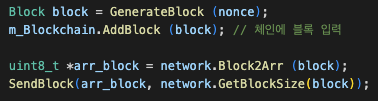 Block block = GenerateBlock (nonce);
m_Blockchain.AddBlock (block); // 체인에 블록 입력
uint8_t *arr_block = network.Block2Arr (block);
SendBlock(arr_block, network.GetBlockSize(block));